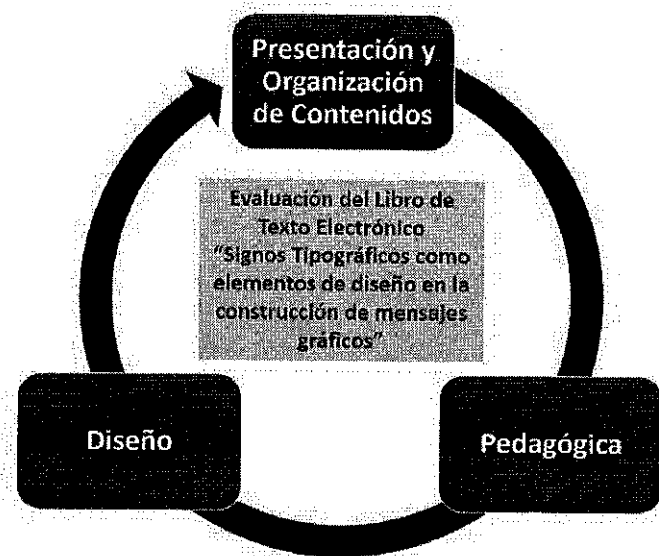 Presentación y
Organización
de Contenidos
Evaluación del Libro de
Texto Electrónico
"Signos Tipográficos como
elementos de diseño en la
construcción de mensajes
gráficos"
Diseño
Pedagógica